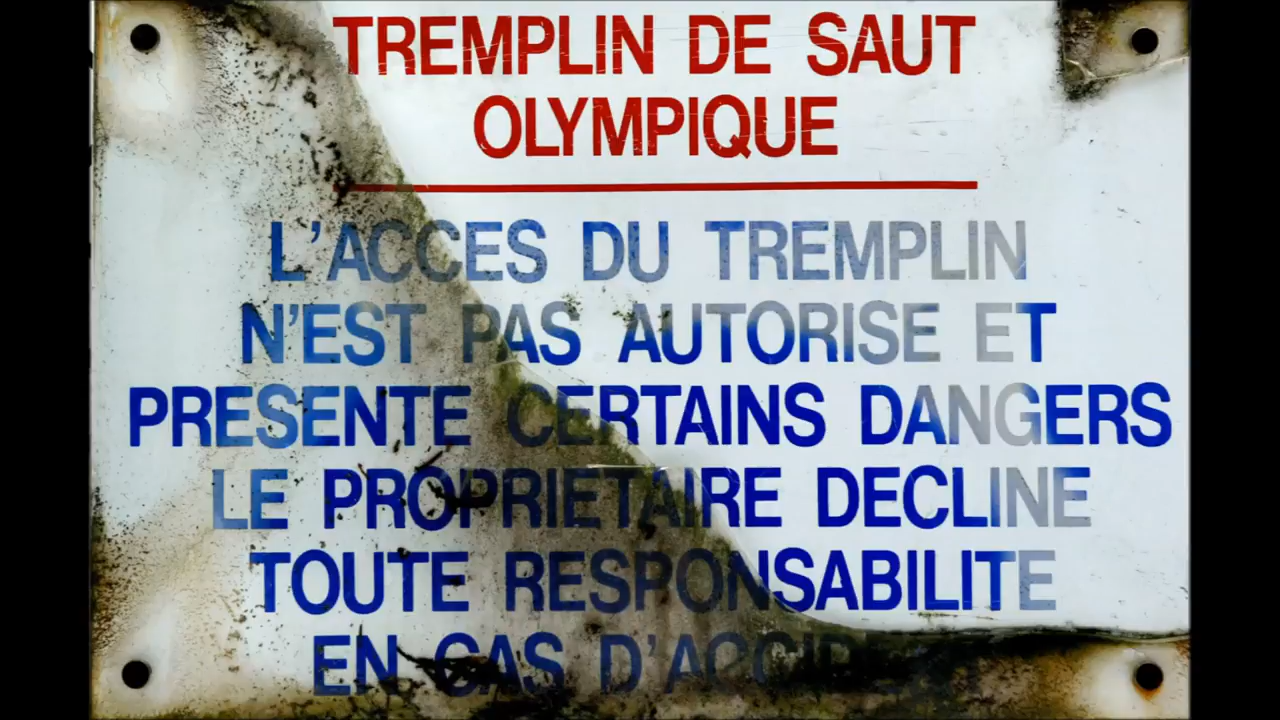 TREMPLIN DE SAUT
OLYMPIQUE
L'ACCES DU TREMPLIN
N'EST PAS AUTORISE ET
PRESENTE CERTAINS DANGERS
LE PROPRIETAIRE DECLINE
TOUTE RESPONSABILITE
EN CAS